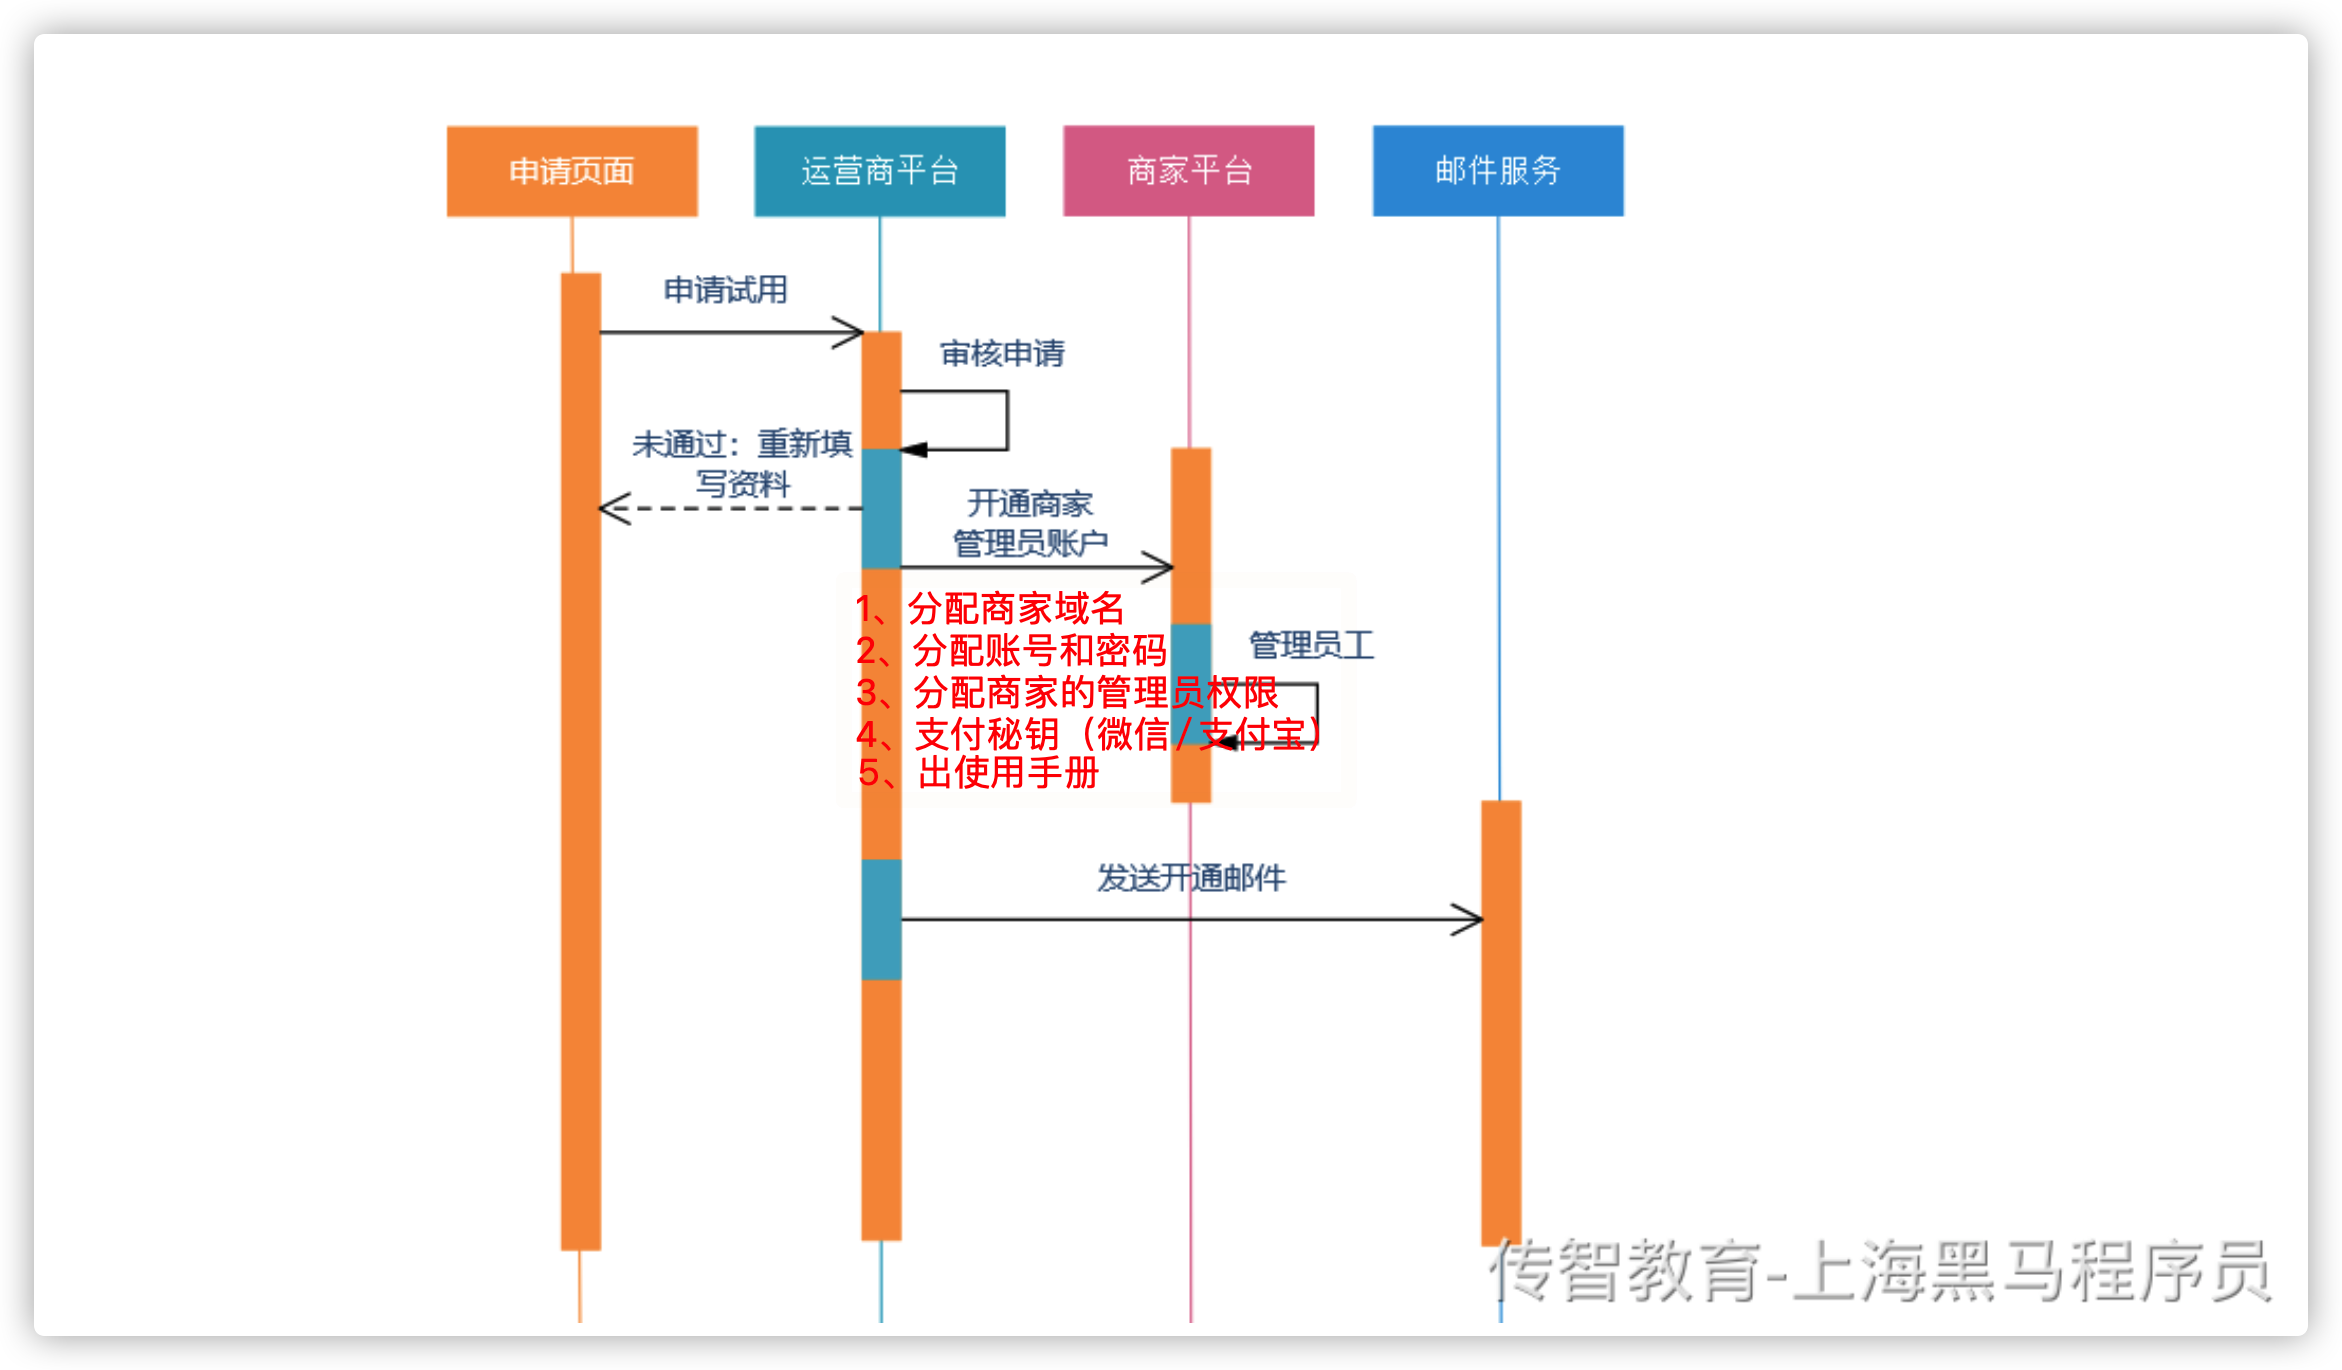 申请页面
运营商平台
商家平台
邮件服务
申请试用
审核申请
未通过：重新填
写资料
开通商家
管理员账户
1、分配商家域名
2、分配账号和密码
3、分配商家的管理员权限
4、支付秘钥（微信/支付宝）
5、出使用手册
管理员工
发送开通邮件
传智教育-上海黑马程序员